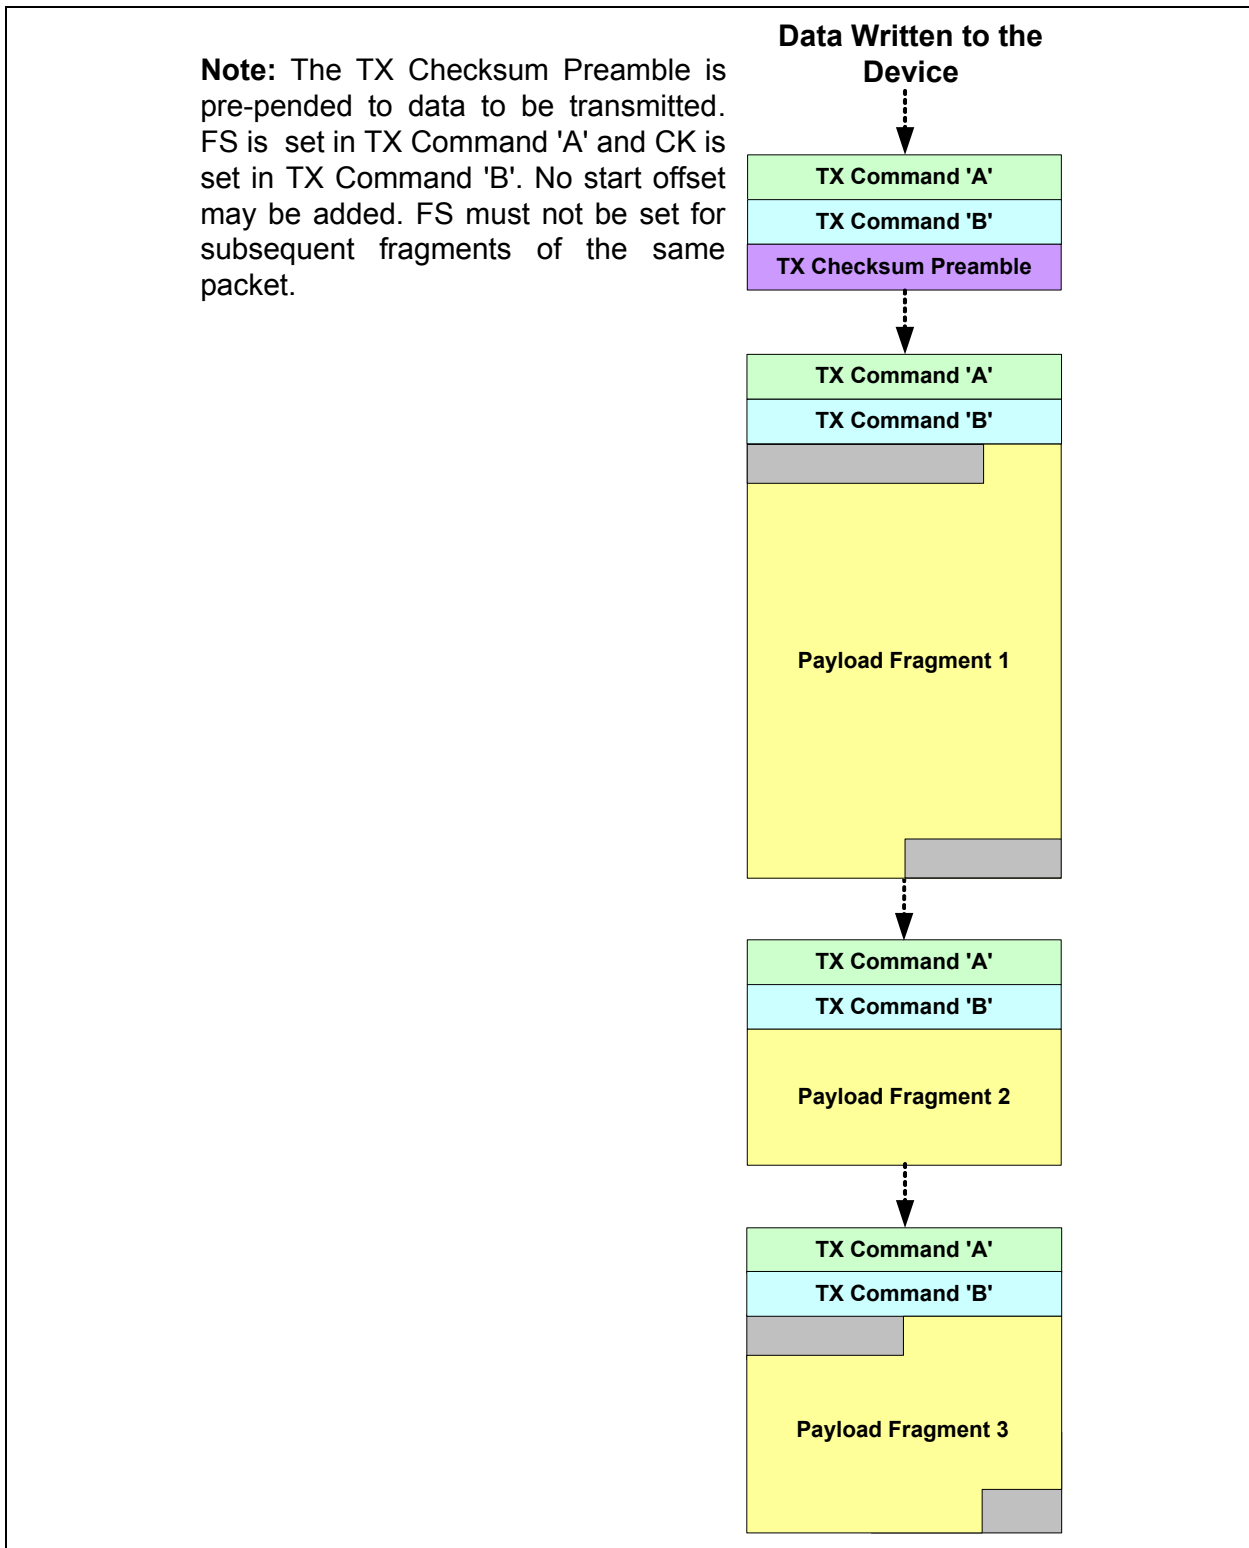 Note: The TX Checksum Preamble is
pre-pended to data to be transmitted.
FS is set in TX Command 'A' and CK is
set in TX Command 'B'. No start offset
may be added. FS must not be set for
subsequent fragments of the same
packet.
Data Written to the
Device
TX Command 'A'
TX Command 'B'
TX Checksum Preamble
TX Command 'A'
TX Command 'B'
Payload Fragment 1
TX Command 'A'
TX Command 'B'
Payload Fragment 2
TX Command 'A'
TX Command 'B'
Payload Fragment 3